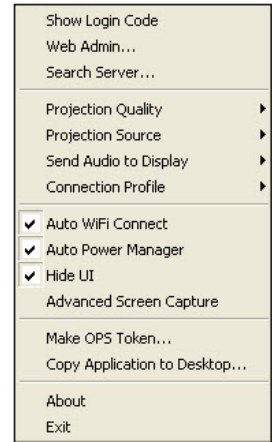 Show Login Code
Web Admin...
Search Server...
Projection Quality
Projection Source
Send Audio to Display
Connection Profile
Auto WiFi Connect
Auto Power Manager
Hide UI
Advanced Screen Capture
Make OPS Token...
Copy Application to Desktop...
About
Exit